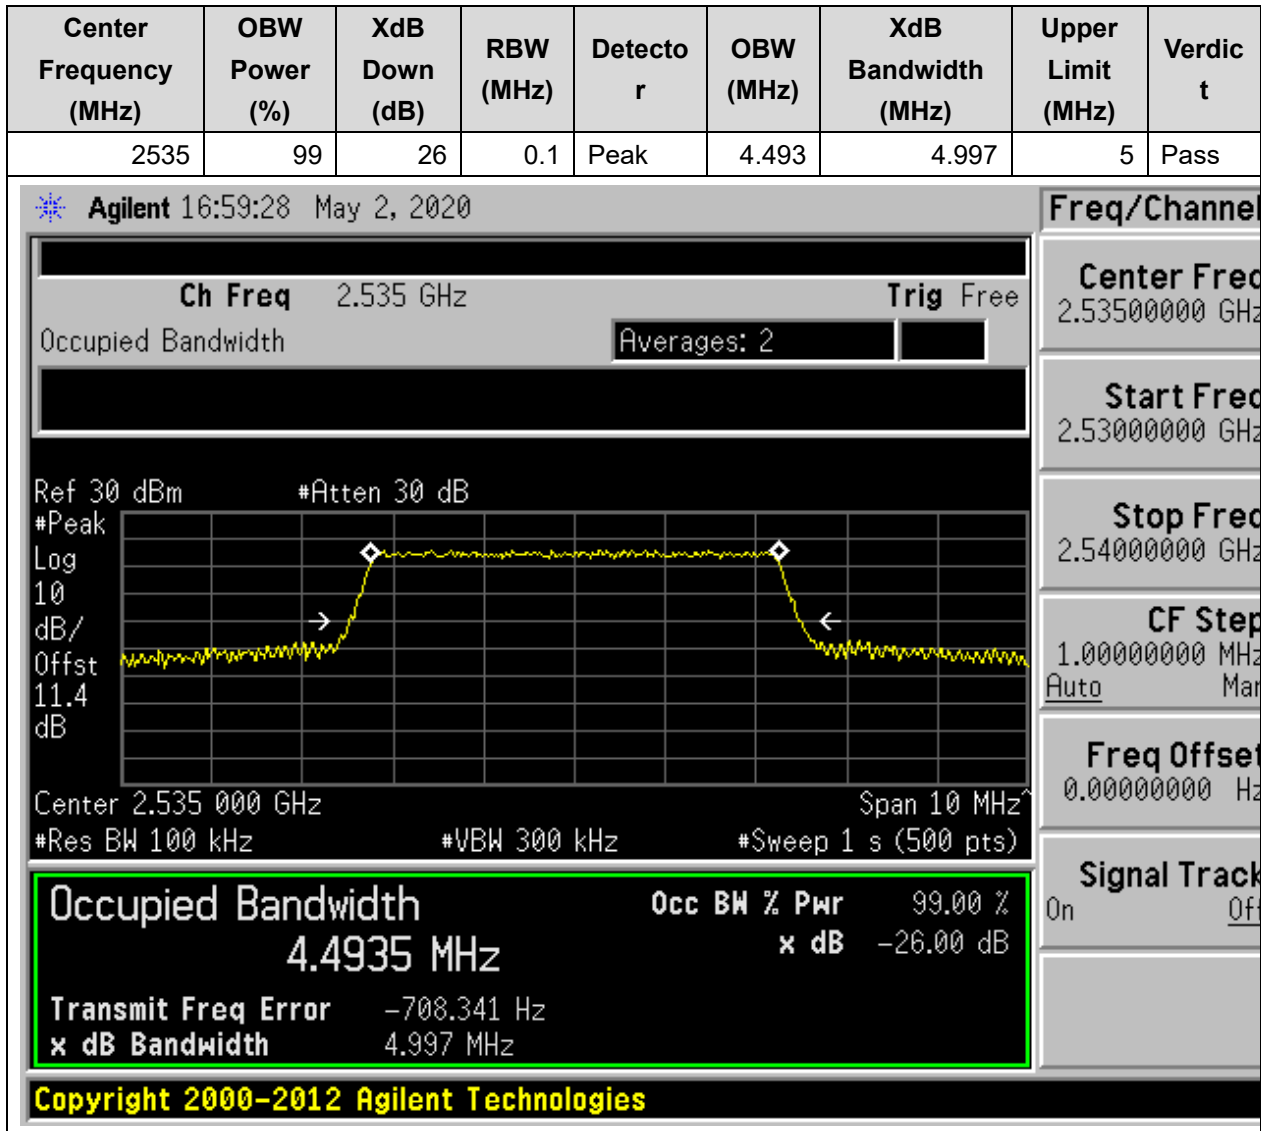 Center Frequency (MHz) OBW Power (%) XdB Down (dB) RBW (MHz) Detector OBW (MHz) XdB Bandwidth (MHz) Upper Limit (MHz) Verdict
2535 99 26 0.1 Peak 4.493 4.997 5 Pass
Agilent 16:59:28 May 2, 2020
Freq/Channel
Ch Freq 2.535 GHz Trig Free
Occupied Bandwidth Averages: 2
Ref 30 dBm #Atten 30 dB
#Peak
Log
10
dB/
Offst
11.4
dB
Center 2.535 000 GHz Span 10 MHz^
#Res BW 100 kHz #VBW 300 kHz #Sweep 1 s (500 pts)
Occupied Bandwidth Occ BW % Pwr 99.00 %
4.4935 MHz x dB -26.00 dB
Transmit Freq Error -708.341 Hz
x dB Bandwidth 4.997 MHz
Center Freq
2.53500000 GHz
Start Freq
2.53000000 GHz
Stop Freq
2.54000000 GHz
CF Step
1.00000000 MHz
Auto Man
Freq Offset
0.00000000 Hz
Signal Track
On Off
Copyright 2000-2012 Agilent Technologies